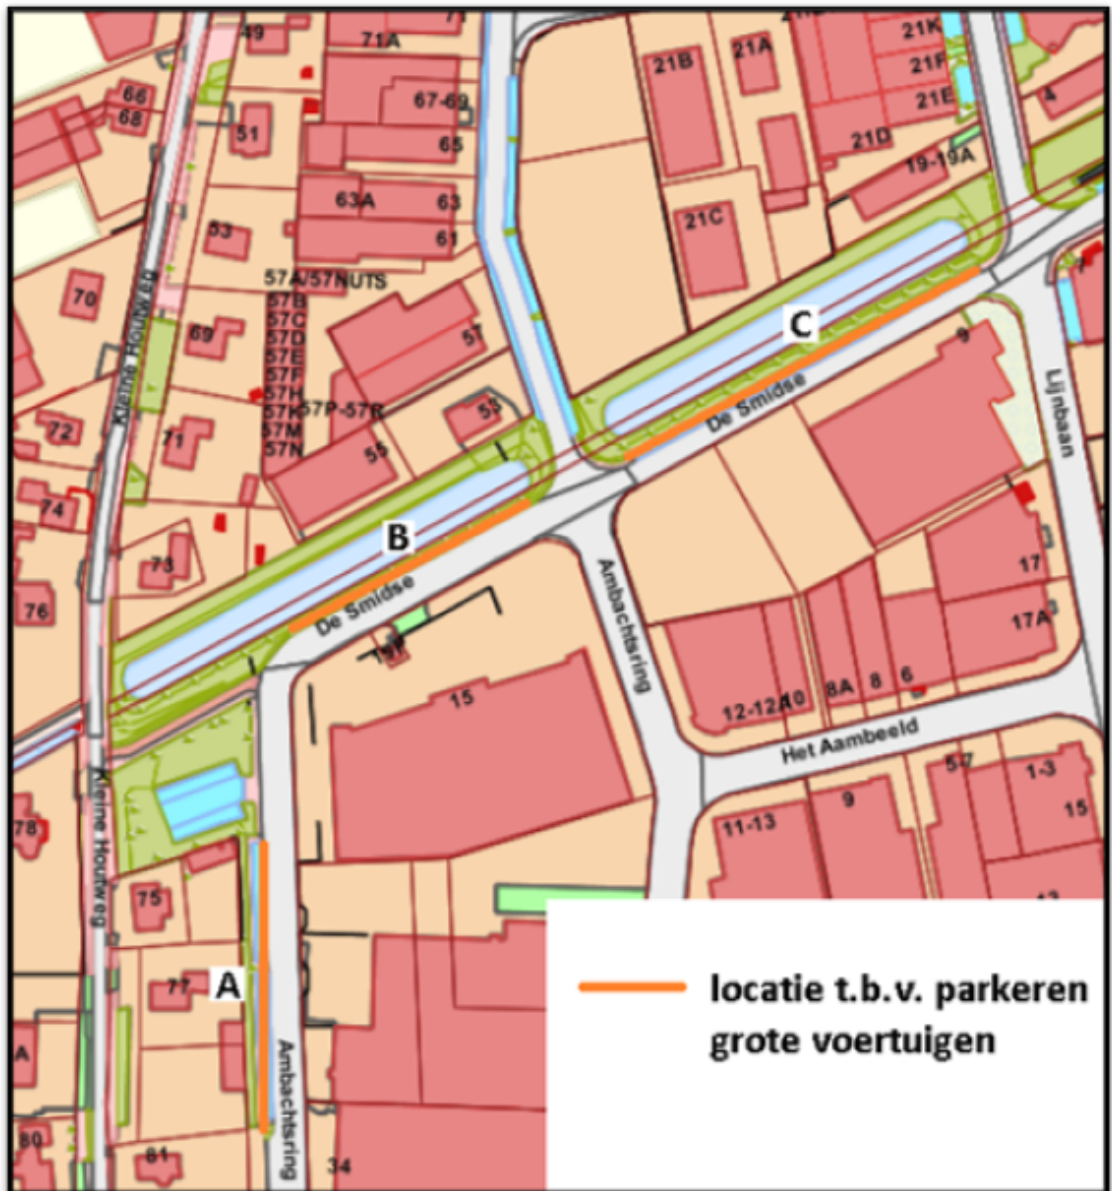 49
71A
71
21B
21A
21K
21F
21E
21D
4
66
68
51
67-69
65
63A
63
61
19-19A
21C
53
70
Kleine Houtweg
57A/57NUTS
57B
57C
57D
57E
57F
57H
57K
57P-57R
57M
57N
57
69
C
De Smidse
9
Lijnbaan
72
71
55
53
74
73
B
De Smidse
76
Ambachtsring
17
17A
15
12-12A
10
8A
8
6
Het Aambeeld
78
Kleine Houtweg
11-13
9
5-7
1-3
15
75
77
A
A
Ambachtsring
80
81
34
locatie t.b.v. parkeren
grote voertuigen